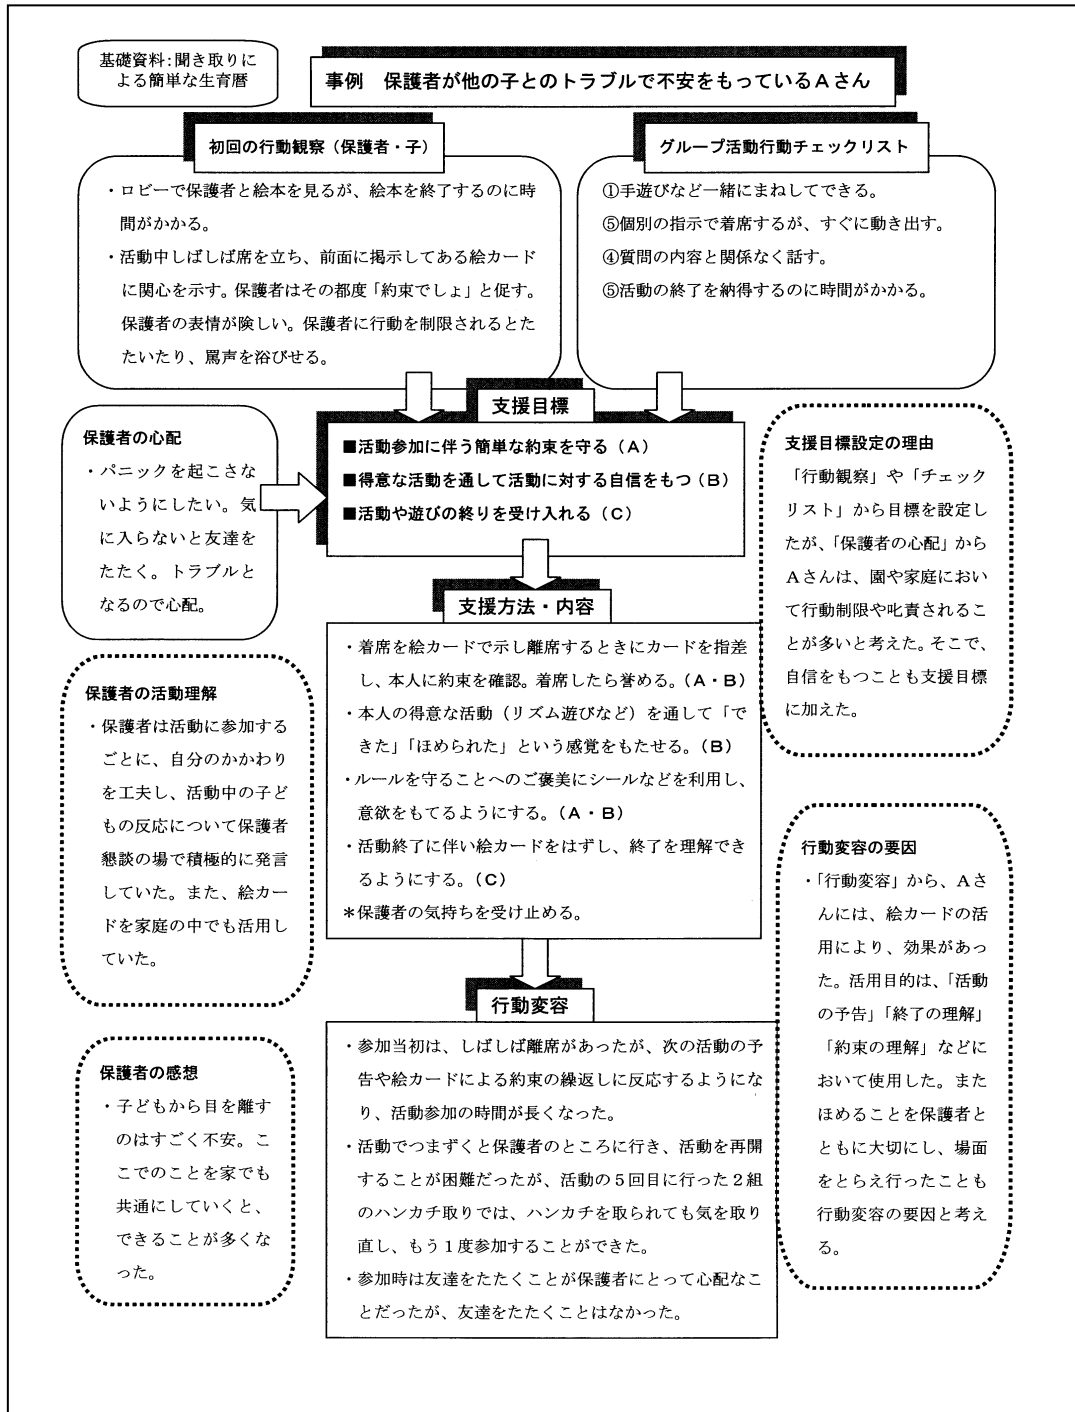 基礎資料:聞き取りに
よる簡単な生育暦
事例　保護者が他の子とのトラブルで不安をもっているAさん
初回の行動観察（保護者・子）
・ロビーで保護者と絵本を見るが、絵本を終了するのに時
間がかかる。
・活動中しばしば席を立ち、前面に掲示してある絵カード
に関心を示す。保護者はその都度「約束でしょ」と促す。
保護者の表情が険しい。保護者に行動を制限されるとた
たいたり、罵声を浴びせる。
グループ活動行動チェックリスト
①手遊びなど一緒にまねしてできる。
⑤個別の指示で着席するが、すぐに動き出す。
④質問の内容と関係なく話す。
⑤活動の終了を納得するのに時間がかかる。
支援目標
■活動参加に伴う簡単な約束を守る（A）
■得意な活動を通して活動に対する自信をもつ（B）
■活動や遊びの終りを受け入れる（C）
保護者の心配
・パニックを起こさな
いようにしたい。気
に入らないと友達を
たたく。トラブルと
なるので心配。
支援目標設定の理由
「行動観察」や「チェック
リスト」から目標を設定し
たが、「保護者の心配」から
Aさんは、園や家庭におい
て行動制限や叱責されるこ
とが多いと考えた。そこで、
自信をもつことも支援目標
に加えた。
支援方法・内容
・着席を絵カードで示し離席するときにカードを指差
し、本人に約束を確認。着席したら誉める。（A・B）
・本人の得意な活動（リズム遊びなど）を通して「で
きた」「ほめられた」という感覚をもたせる。（B）
・ルールを守ることへのご褒美にシールなどを利用し、
意欲をもてるようにする。（A・B）
・活動終了に伴い絵カードをはずし、終了を理解でき
るようにする。（C）
＊保護者の気持ちを受け止める。
保護者の活動理解
・保護者は活動に参加する
ごとに、自分のかかわり
を工夫し、活動中の子ど
もの反応について保護者
懇談の場で積極的に発言
していた。また、絵カー
ドを家庭の中でも活用し
ていた。
行動変容の要因
・「行動変容」から、Aさ
んには、絵カードの活
用により、効果があっ
た。活用目的は、「活動
の予告」「終了の理解」
「約束の理解」などに
おいて使用した。また
ほめることを保護者と
ともに大切にし、場面
をとらえ行ったことも
行動変容の要因と考え
る。
行動変容
・参加当初は、しばしば離席があったが、次の活動の予
告や絵カードによる約束の繰返しに反応するようにな
り、活動参加の時間が長くなった。
・活動でつまずくと保護者のところに行き、活動を再開
することが困難だったが、活動の５回目に行った２組
のハンカチ取りでは、ハンカチを取られても気を取り
直し、もう１度参加することができた。
・参加時は友達をたたくことが保護者にとって心配なこ
とだったが、友達をたたくことはなかった。
保護者の感想
・子どもから目を離す
のはすごく不安。こ
こでのことを家でも
共通にしていくと、
できることが多くな
った。